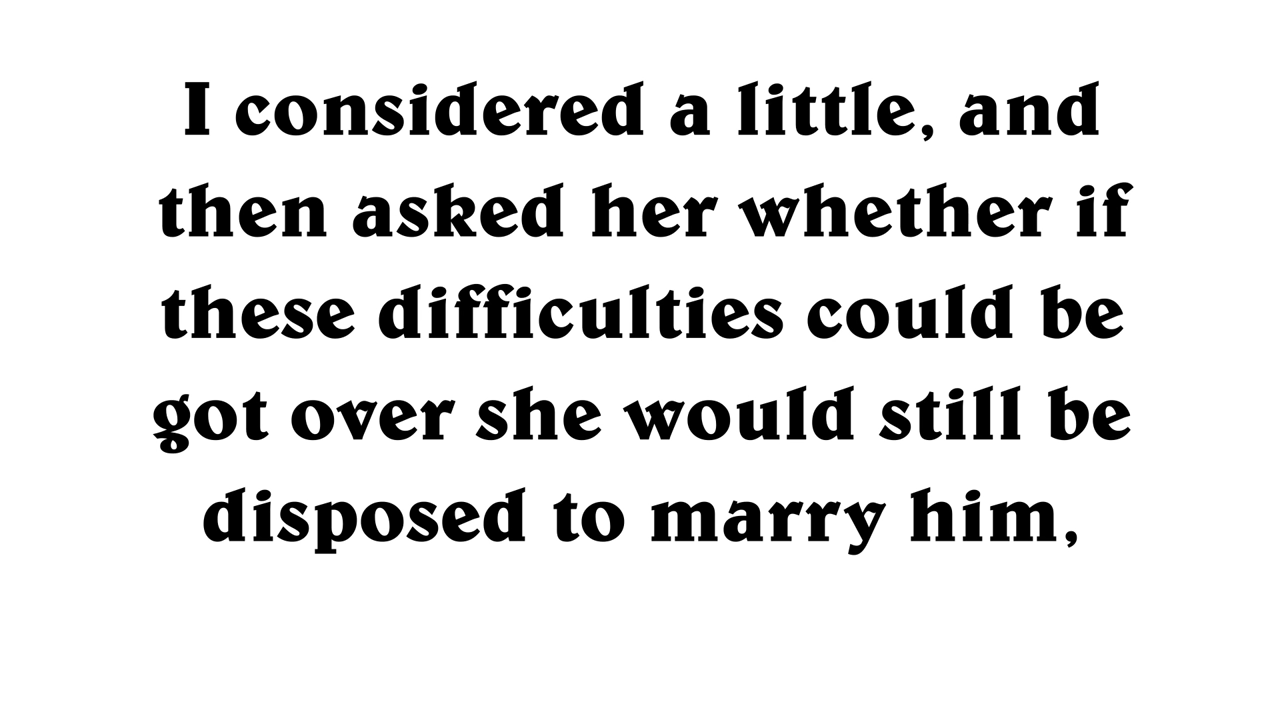 I considered a little, and
then asked her whether if
these difficulties could be
got over she would still be
disposed to marry him,